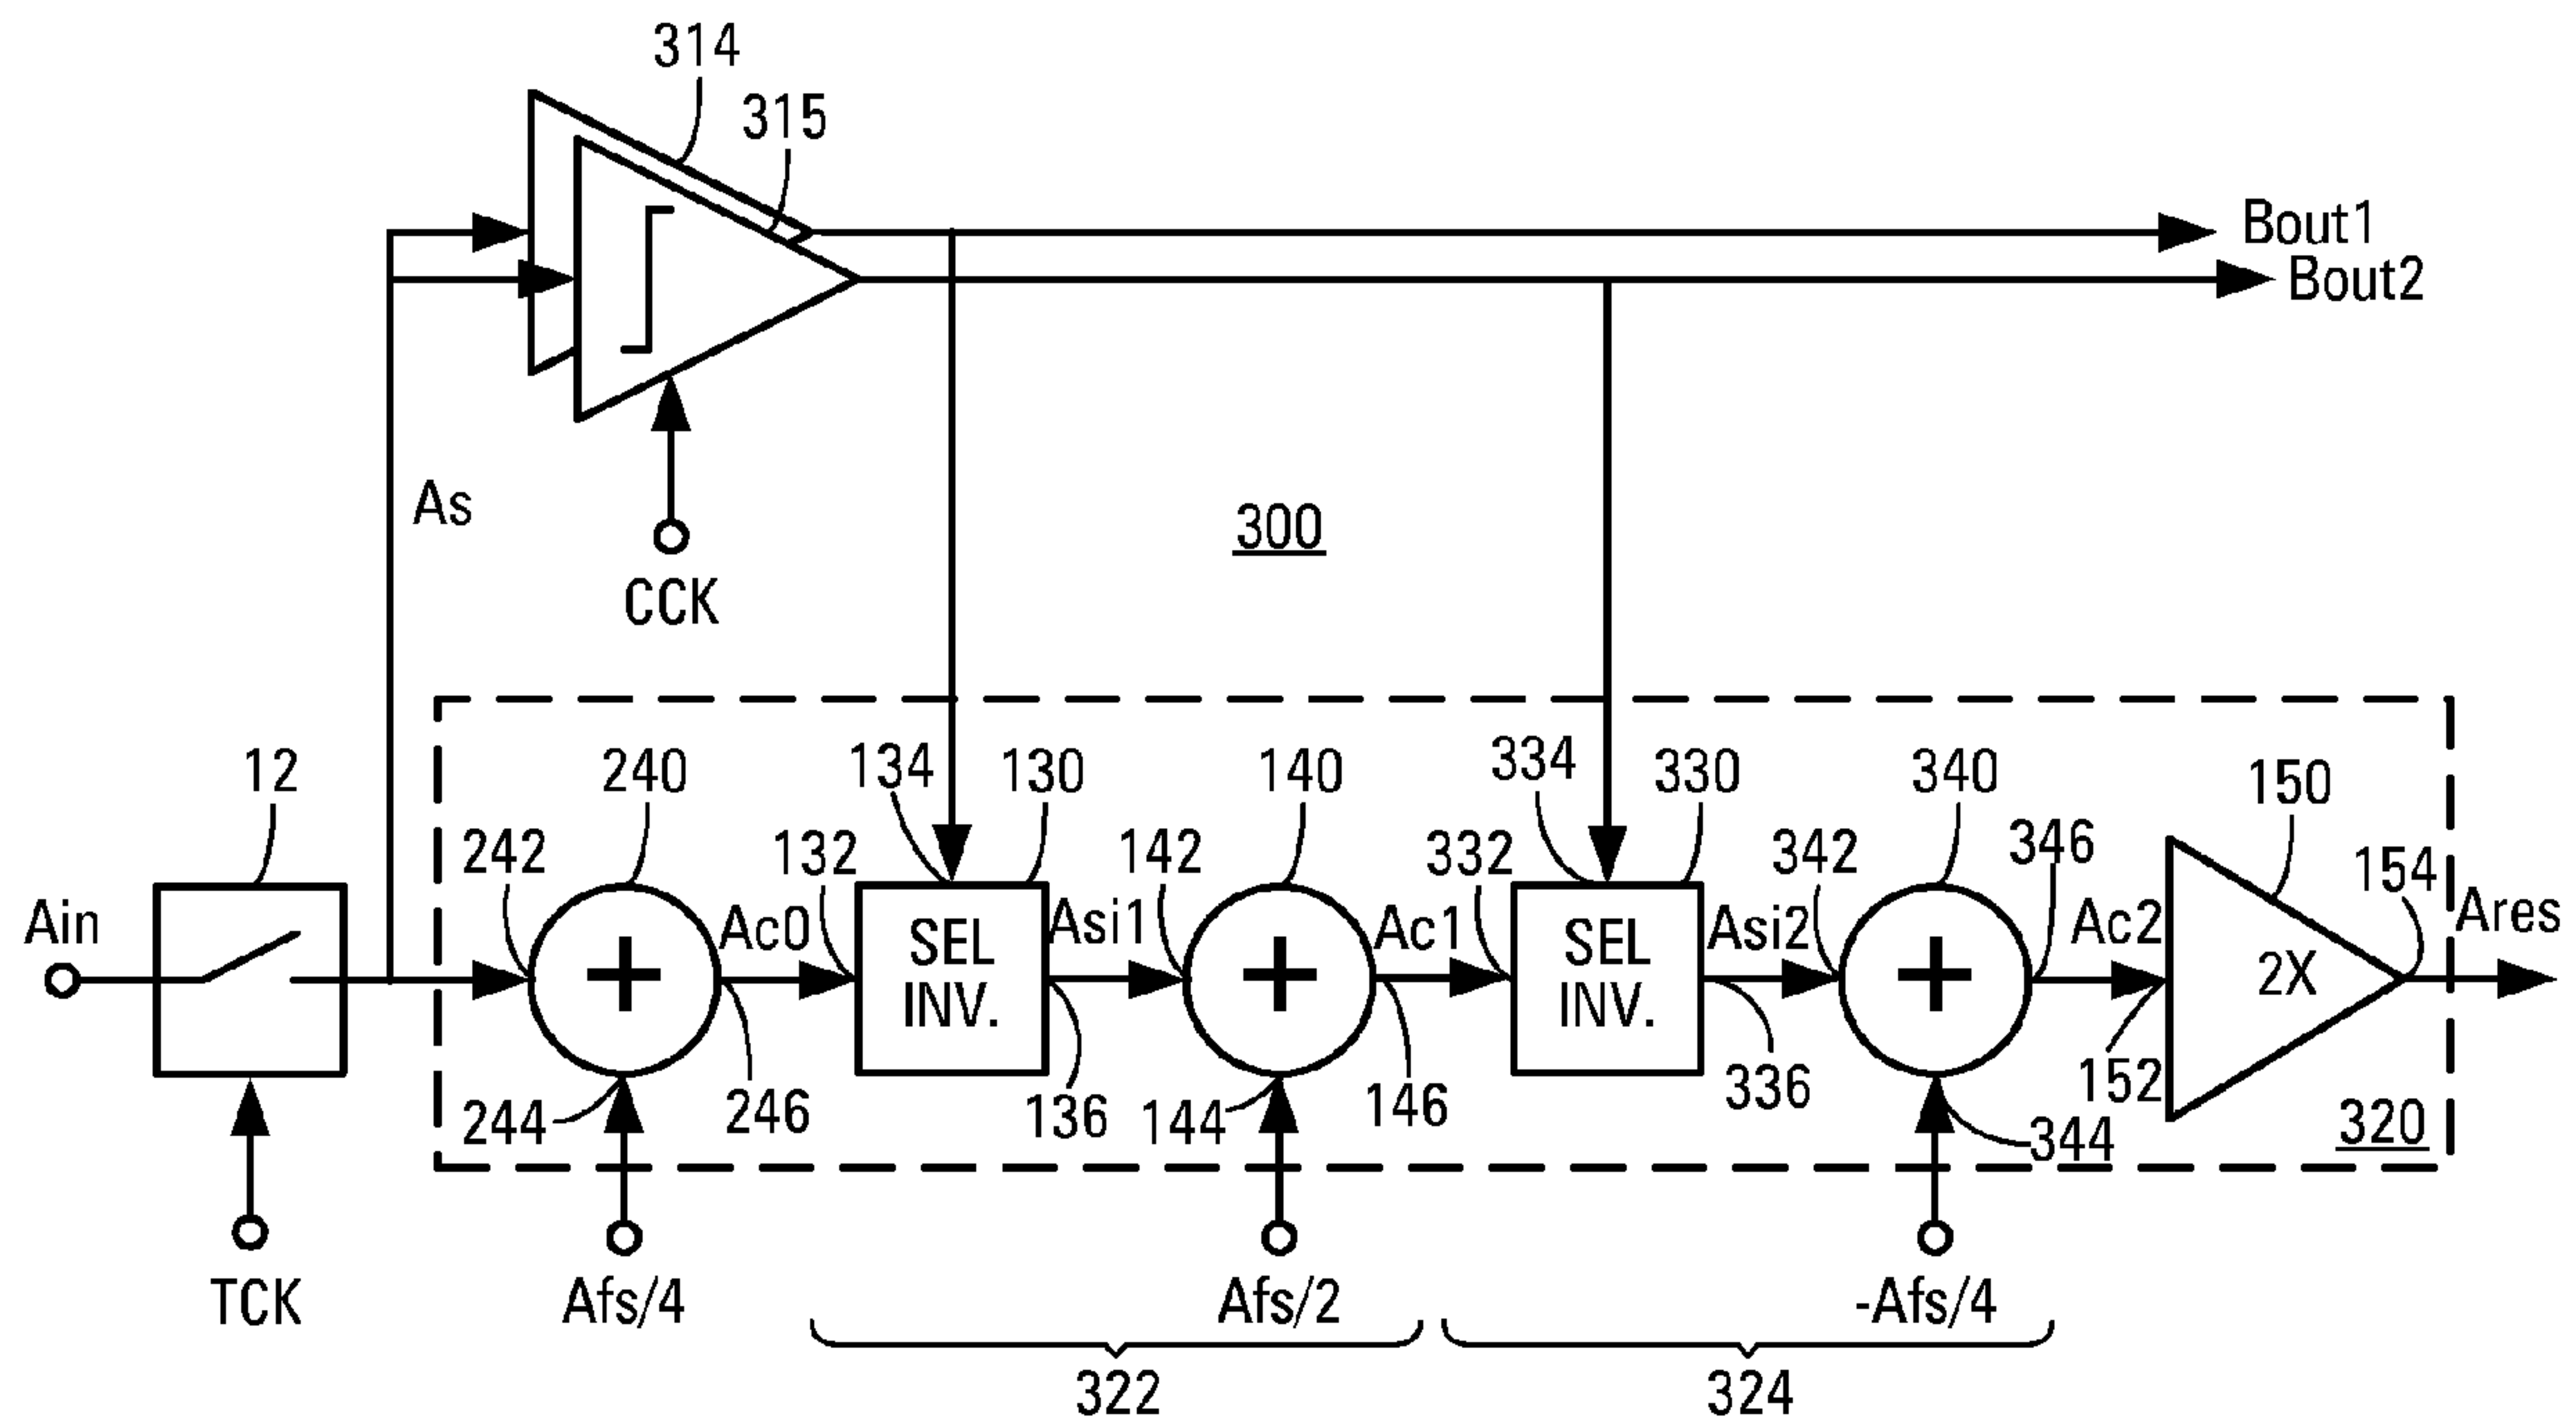 314
315
Bout1
Bout2
As
300
CCK
12
240
134
130
140
334
330
340
150
242
132
142
332
342
346
154
Ain
Ac0
SEL INV.
Asi1
Ac1
SEL INV.
Asi2
Ac2
2X
Ares
244
246
136
144
146
336
344
152
320
TCK
Afs/4
Afs/2
-Afs/4
322
324